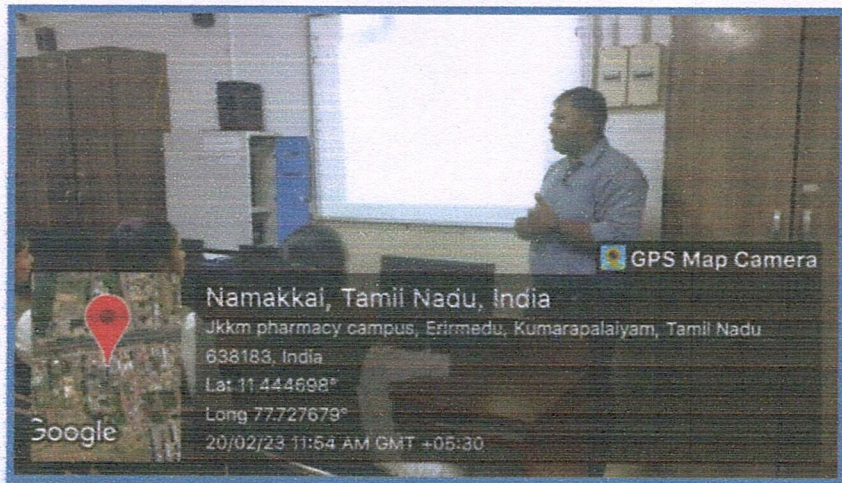 GPS Map Camera
Namakkal, Tamil Nadu, India
Jkkm pharmacy campus, Erirmedu, Kumarapalaiyam, Tamil Nadu
638183, India
Lat 11.444698°
Long 77.727679°
20/02/23 11:54 AM GMT +05:30
Google